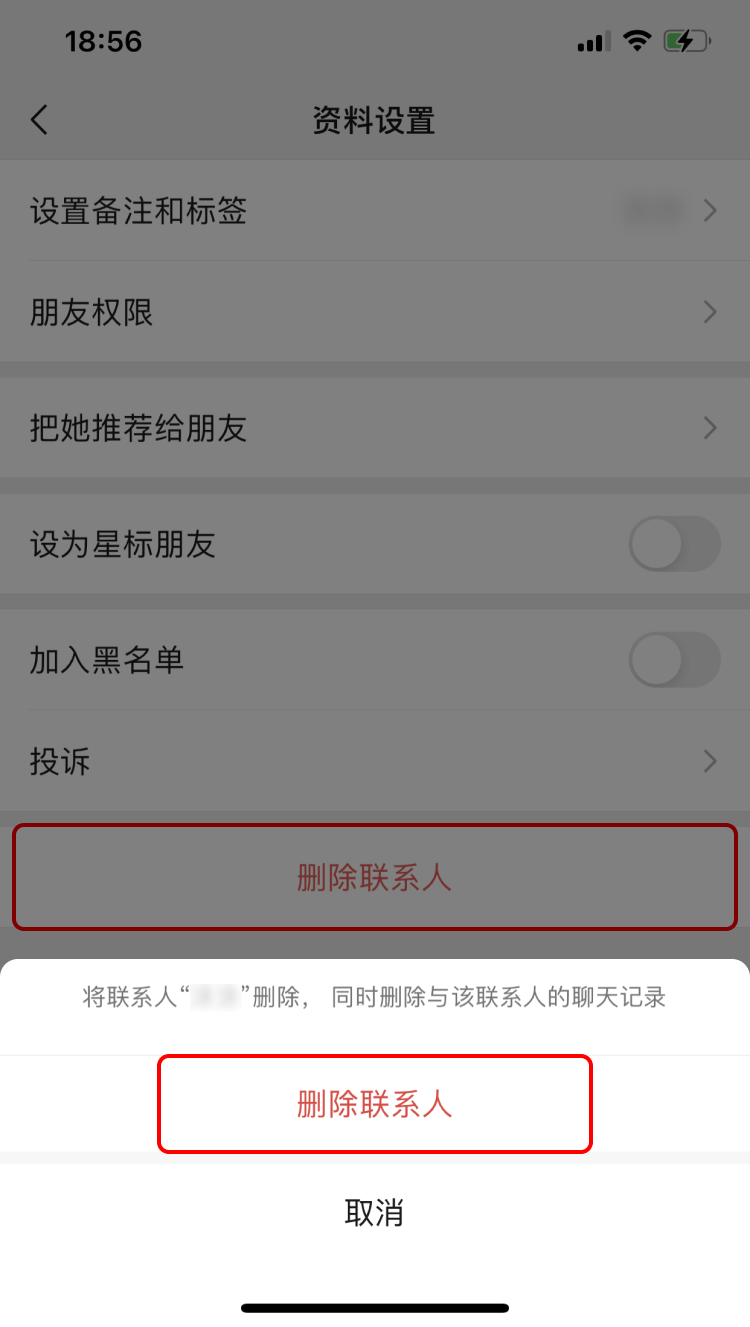 18:56
资料设置
设置备注和标签
朋友权限
把她推荐给朋友
设为星标朋友
加入黑名单
投诉
删除联系人
将联系人“”删除， 同时删除与该联系人的聊天记录
删除联系人
取消